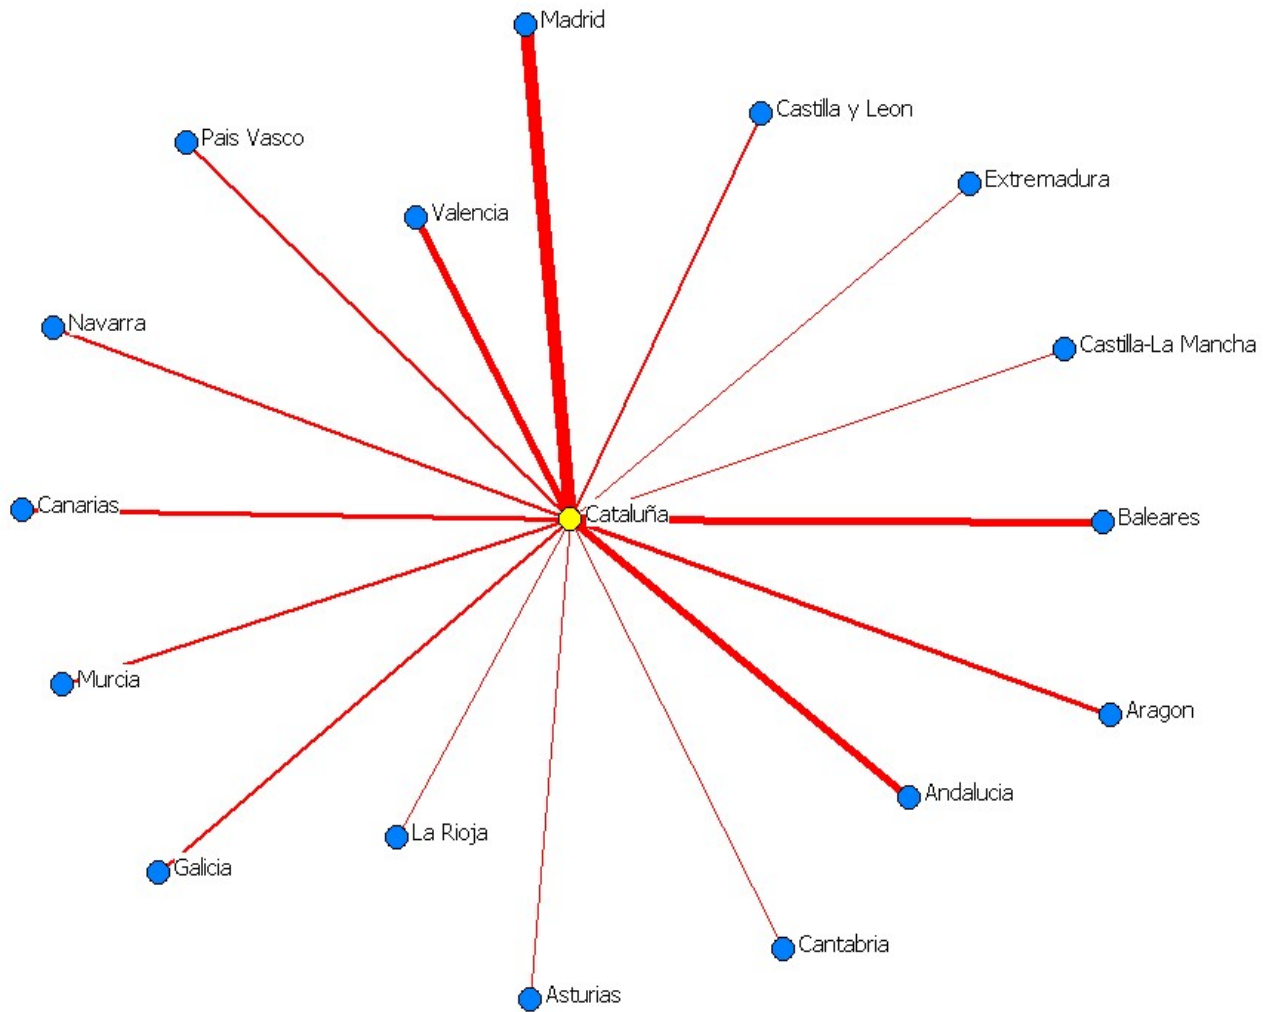 Madrid
Castilla y Leon
Pais Vasco
Extremadura
Valencia
Navarra
Castilla-La Mancha
Canarias
Cataluña
Baleares
Murcia
Aragon
Andalucia
La Rioja
Galicia
Cantabria
Asturias